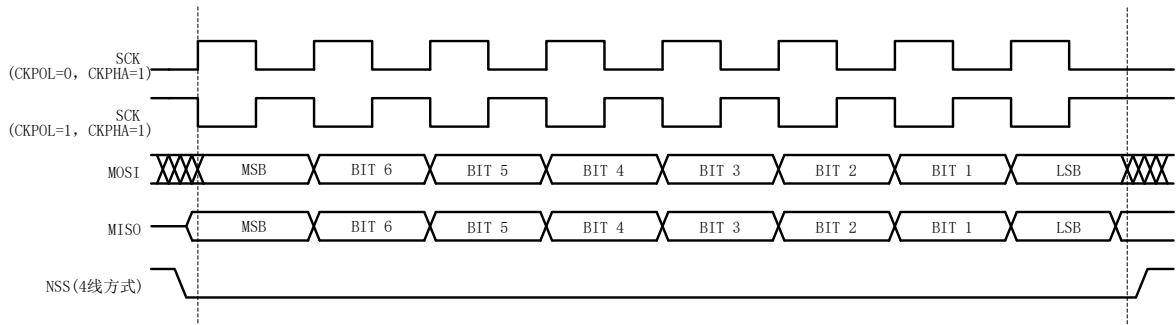 SCK
(CKPOL=0, CKPHA=1)
SCK
(CKPOL=1, CKPHA=1)
MOSI MSB BIT 6 BIT 5 BIT 4 BIT 3 BIT 2 BIT 1 LSB
MISO MSB BIT 6 BIT 5 BIT 4 BIT 3 BIT 2 BIT 1 LSB
NSS(4线方式)